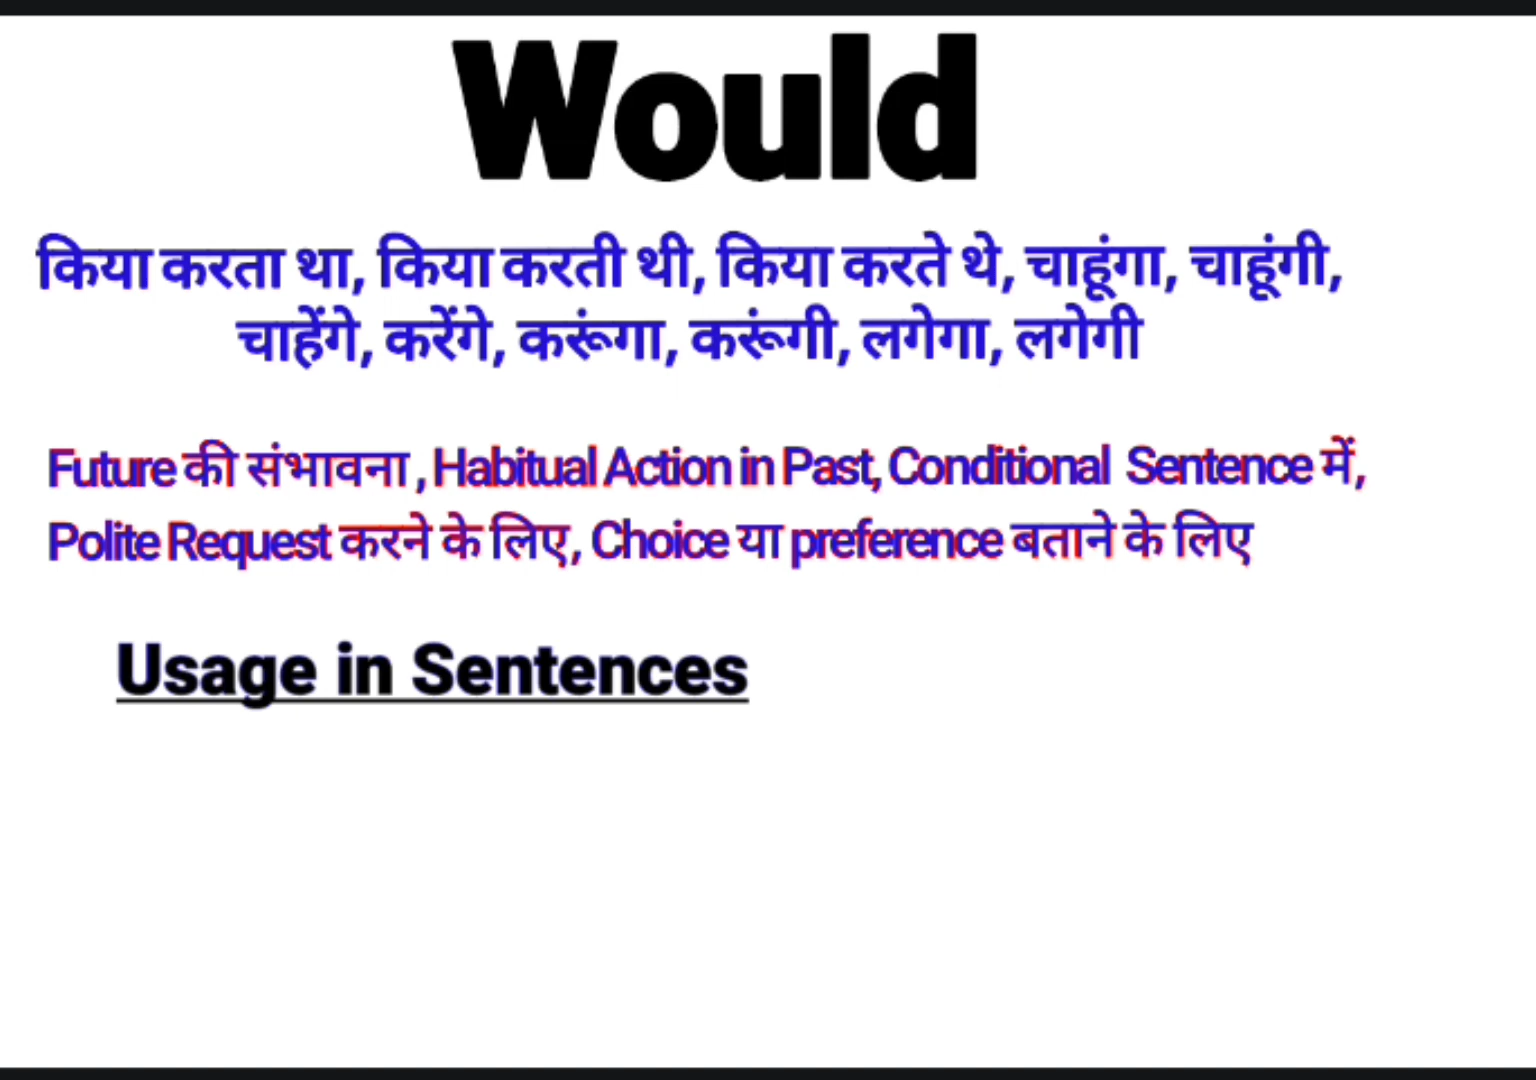 Would
किया करता था, किया करती थी, किया करते थे, चाहूंगा, चाहूंगी,
चाहेंगे, करेंगे, करूंगा, करूंगी, लगेगा, लगेगी
Future की संभावना , Habitual Action in Past, Conditional Sentence में,
Polite Request करने के लिए, Choice या preference बताने के लिए
Usage in Sentences